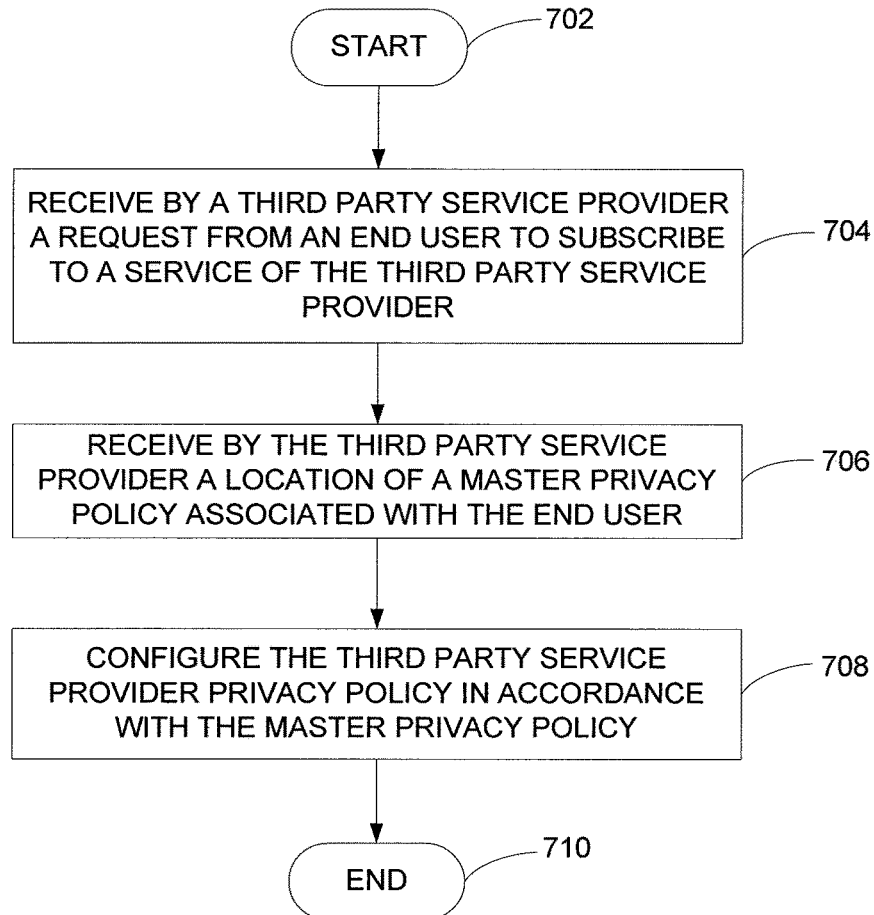 START
702
RECEIVE BY A THIRD PARTY SERVICE PROVIDER
A REQUEST FROM AN END USER TO SUBSCRIBE
TO A SERVICE OF THE THIRD PARTY SERVICE
PROVIDER
704
RECEIVE BY THE THIRD PARTY SERVICE
PROVIDER A LOCATION OF A MASTER PRIVACY
POLICY ASSOCIATED WITH THE END USER
706
CONFIGURE THE THIRD PARTY SERVICE
PROVIDER PRIVACY POLICY IN ACCORDANCE
WITH THE MASTER PRIVACY POLICY
708
END
710